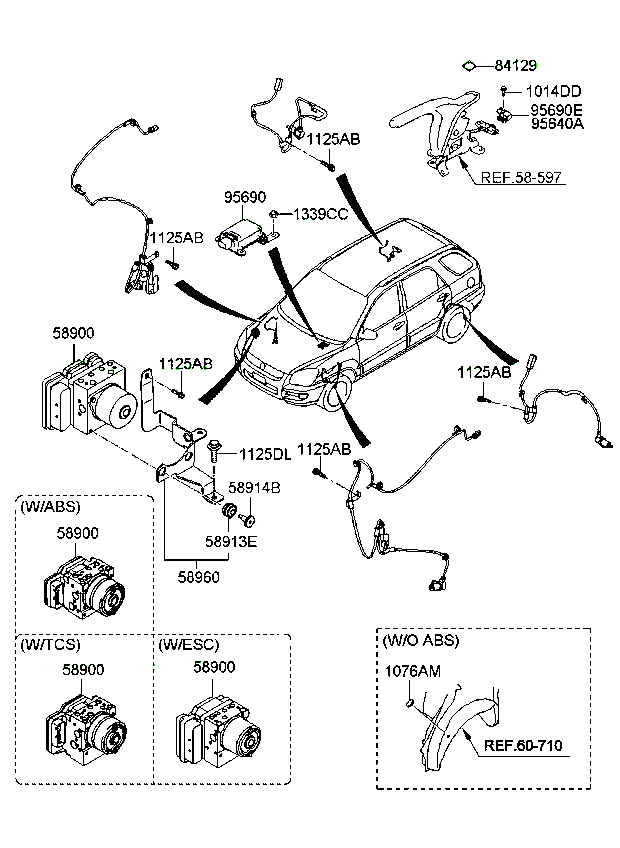 84129
1014DD
95690E
95640A
1125AB
REF.58-597
95690
1339CC
1125AB
58900
1125AB
1125AB
1125DL
1125AB
58914B
58913E
58960
(W/ABS)
58900
(W/TCS)
58900
(W/ESC)
58900
(W/O ABS)
1076AM
REF.60-710